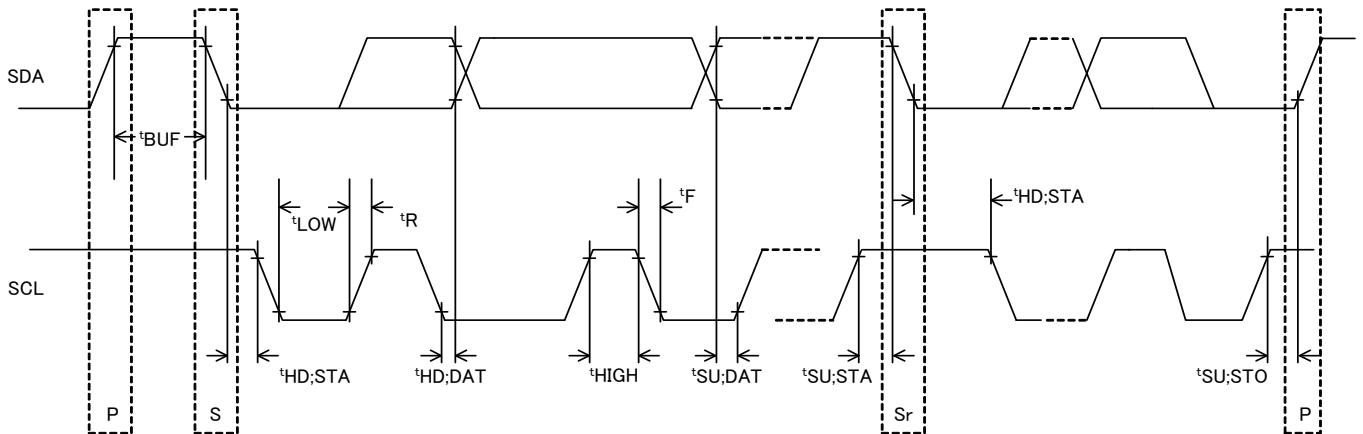 SDA
tBUF
tLOW
tR
tF
tHD;STA
SCL
tHD;STA
tHD;DAT
tHIGH
tSU;DAT
tSU;STA
tSU;STO
P
S
Sr
P